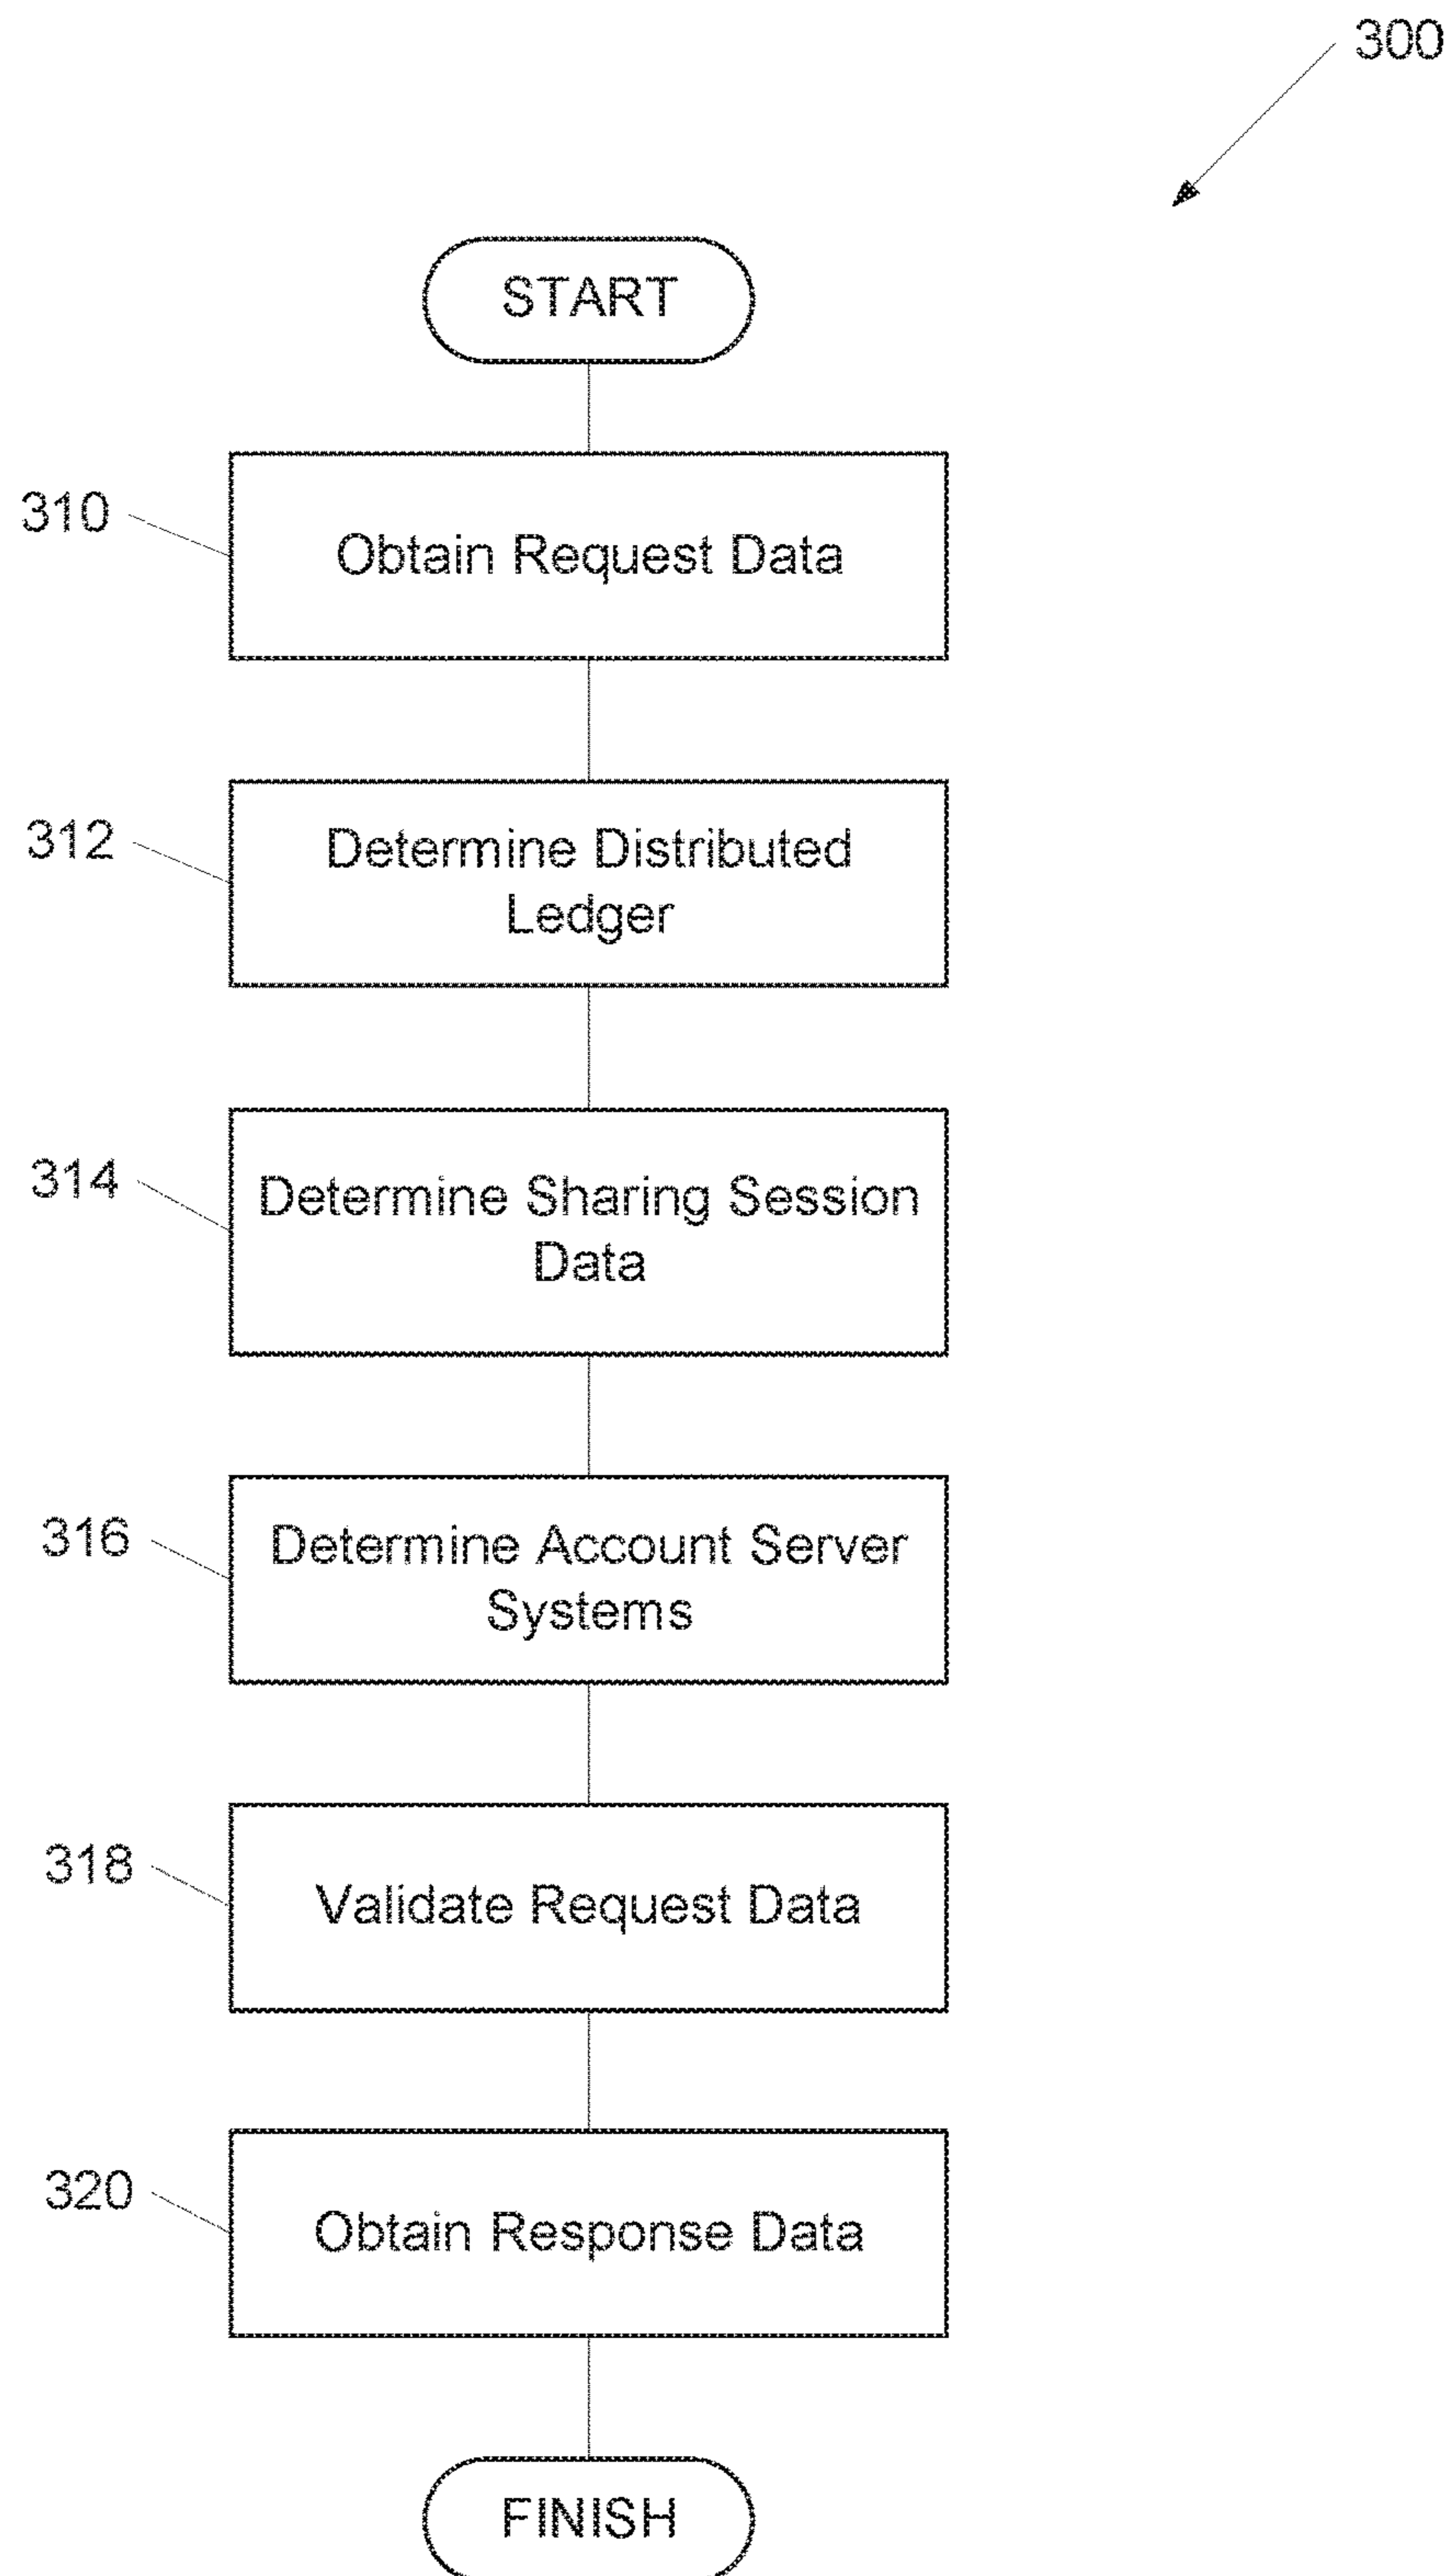 300
START
310
Obtain Request Data
312
Determine Distributed
Ledger
314
Determine Sharing Session
Data
316
Determine Account Server
Systems
318
Validate Request Data
320
Obtain Response Data
FINISH